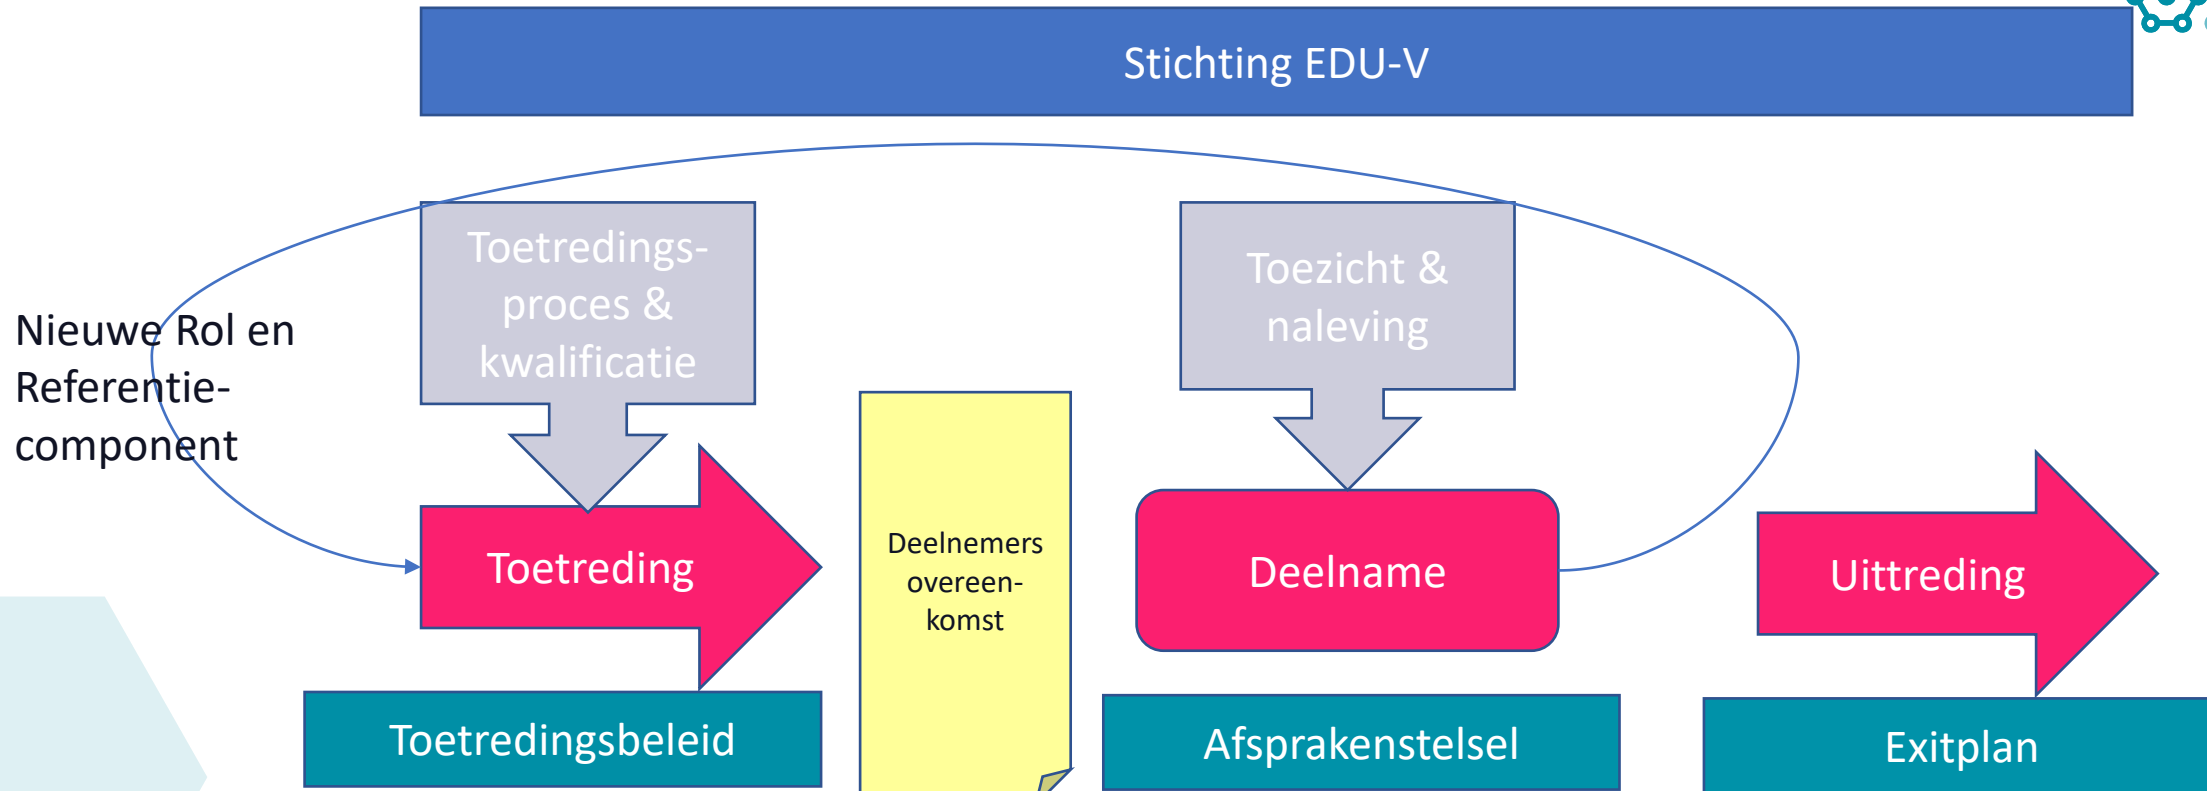 Stichting EDU-V
Toetredings-
proces &
kwalificatie
Toezicht &
naleving
Nieuwe Rol en
Referentie-
component
Toetreding
Deelnemers
overeen-
komst
Deelname
Uittreding
Toetredingsbeleid
Afsprakenstelsel
Exitplan